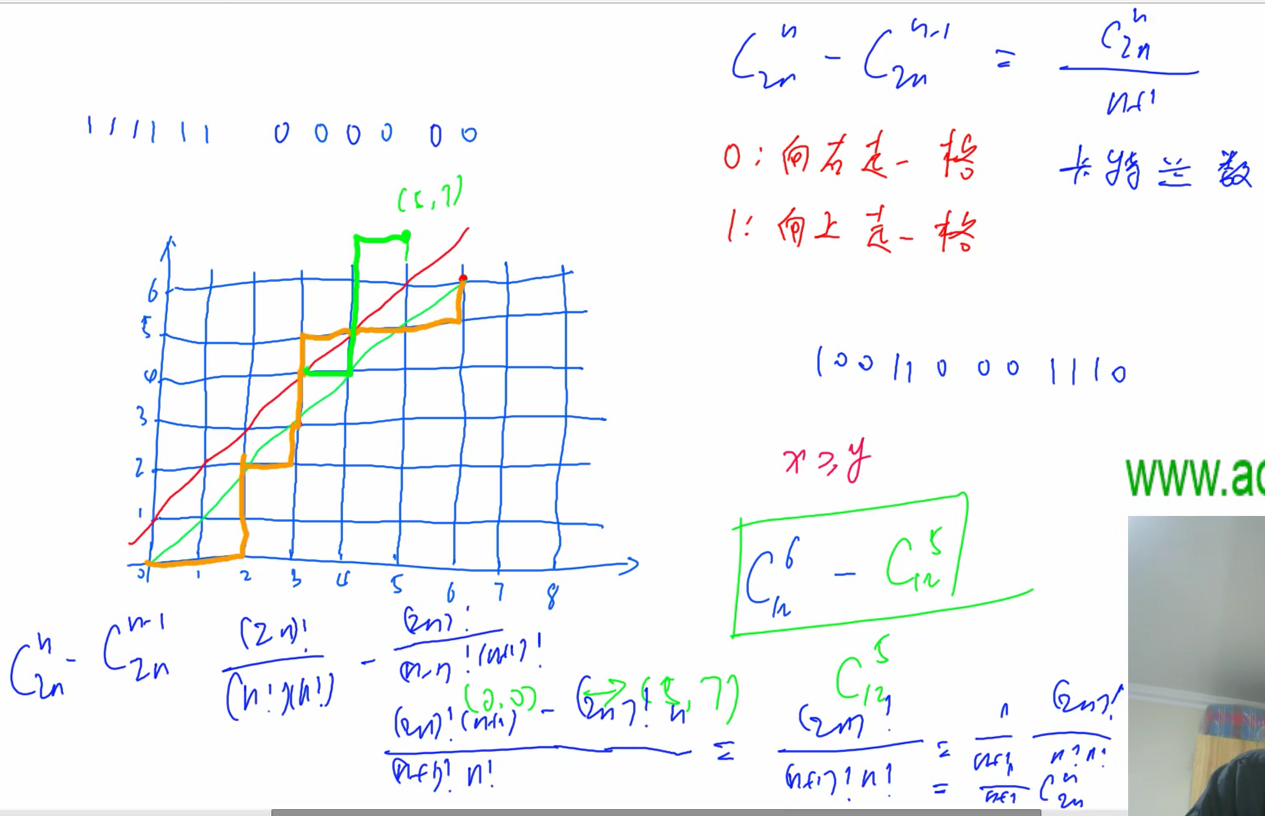 C_{2n}^{n} - C_{2n}^{n-1} = \frac{C_{2n}^{n}}{n+1}
111111 000000
0: 向右走一格 卡特兰数
1: 向上走一格
(5,7)
6
5
4
3
2
1
0 1 2 3 4 5 6 7 8
100110001110
x ≥ y
www.ac
C_{12}^{6} - C_{12}^{5}
C_{12}^{5}
C_{2n}^{n} - C_{2n}^{n-1} \frac{(2n)!}{(n!)(n!)} - \frac{(2n)!}{(n-1)!(n+1)!}
(0,0) ↔ (5,7)
\frac{(2n)!(n+1) - (2n)! n}{(n+1)! n!} = \frac{(2n)!}{(n+1)! n!} = \frac{1}{n+1} \frac{(2n)!}{n! n!}
= \frac{1}{n+1} C_{2n}^{n}